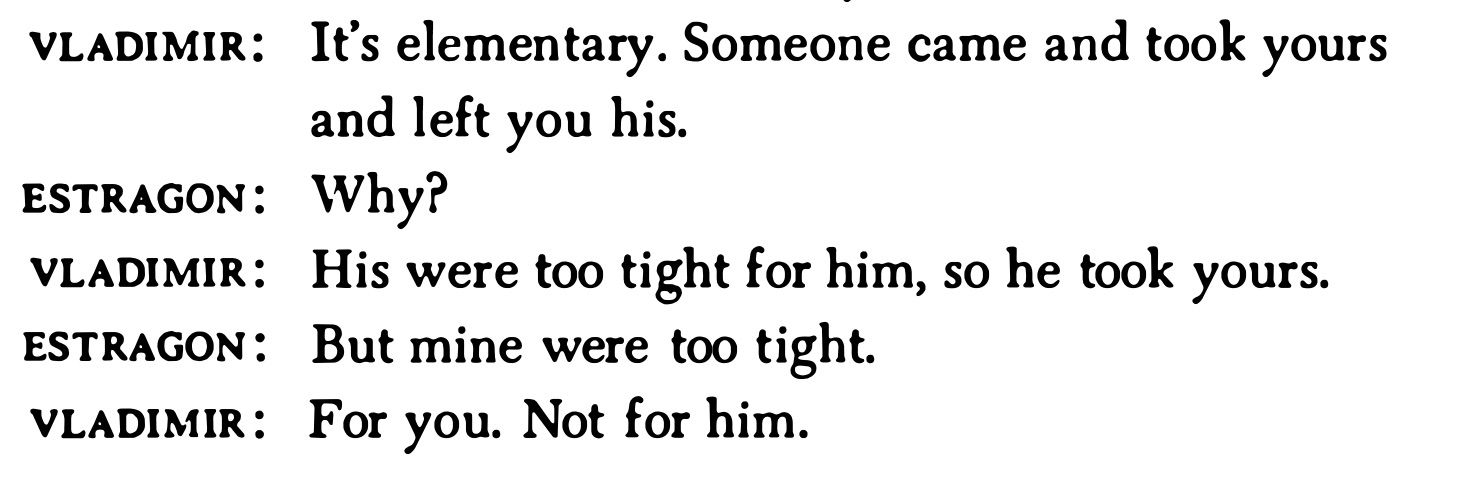 VLADIMIR: It’s elementary. Someone came and took yours
and left you his.
ESTRAGON: Why?
VLADIMIR: His were too tight for him, so he took yours.
ESTRAGON: But mine were too tight.
VLADIMIR: For you. Not for him.